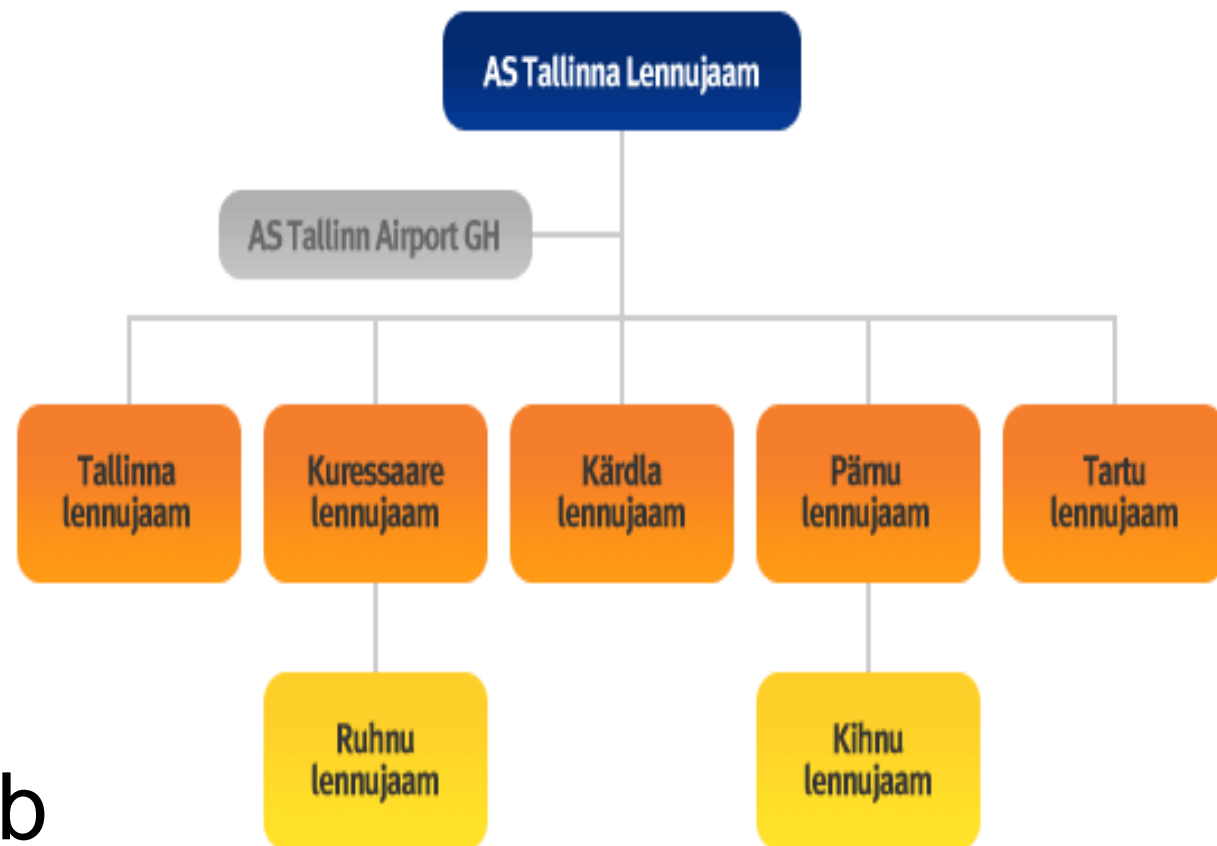 AS Tallinna Lennujaam
AS Tallinn Airport GH
Tallinna
lennujaam
Kuressaare
lennujaam
Kärdla
lennujaam
Pärnu
lennujaam
Tartu
lennujaam
Ruhnu
lennujaam
Kihnu
lennujaam
b